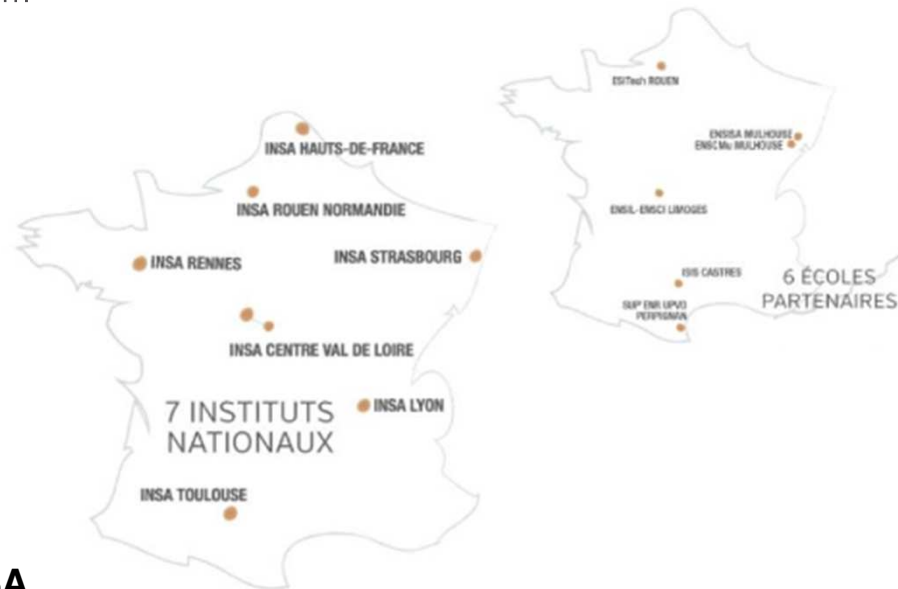 INSA HAUTS-DE-FRANCE
INSA ROUEN NORMANDIE
INSA RENNES
INSA STRASBOURG
INSA CENTRE VAL DE LOIRE
7 INSTITUTS
NATIONAUX
INSA LYON
INSA TOULOUSE
ESITech ROUEN
ENSISA MULHOUSE
ENSCMu MULHOUSE
ENSIL-ENSCI LIMOGES
ISIS CASTRES
SUP ENR UPVD
PERPIGNAN
6 ÉCOLES
PARTENAIRES